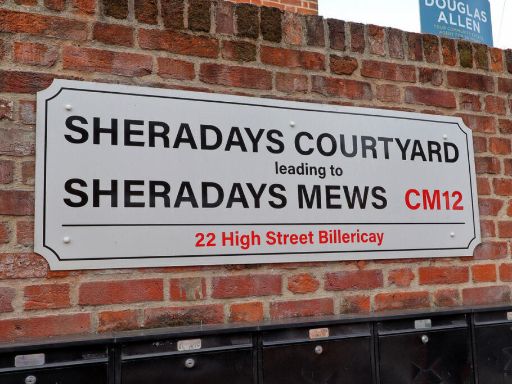 DOUGLAS
ALLEN
SHERADAYS COURTYARD
leading to
SHERADAYS MEWS CM12
22 High Street Billericay